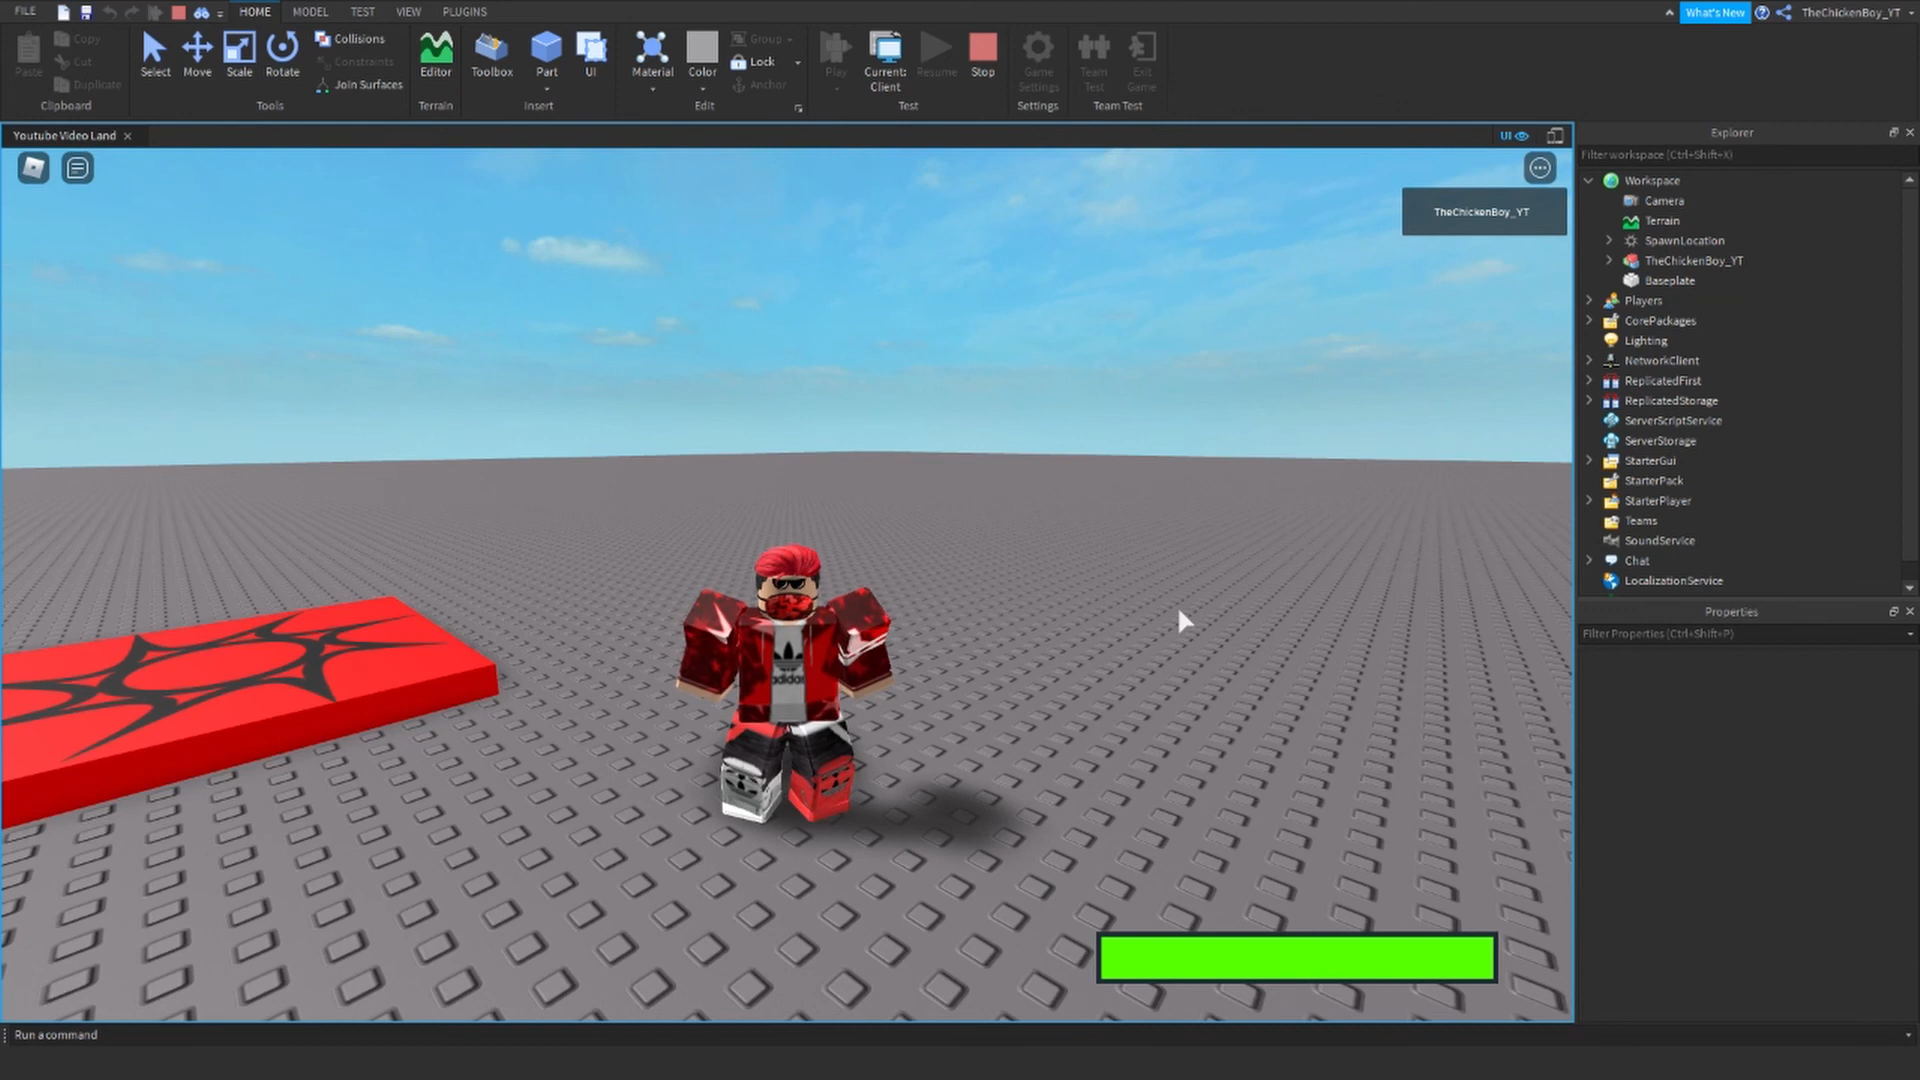 FILE HOME MODEL TEST VIEW PLUGINS What's New TheChickenBoy_YT
Paste Copy Cut Duplicate
Clipboard
Select Move Scale Rotate Collisions Constraints Join Surfaces
Tools
Editor
Terrain
Toolbox Part UI
Insert
Material Color Group Lock Anchor
Edit
Play Current: Client Resume Stop
Test
Game Settings
Settings
Team Test Exit Game
Team Test
Youtube Video Land
UI
TheChickenBoy_YT
adidas
Explorer
Filter workspace (Ctrl+Shift+X)
Workspace
Camera
Terrain
SpawnLocation
TheChickenBoy_YT
Baseplate
Players
CorePackages
Lighting
NetworkClient
ReplicatedFirst
ReplicatedStorage
ServerScriptService
ServerStorage
StarterGui
StarterPack
StarterPlayer
Teams
SoundService
Chat
LocalizationService
Properties
Filter Properties (Ctrl+Shift+P)
Run a command